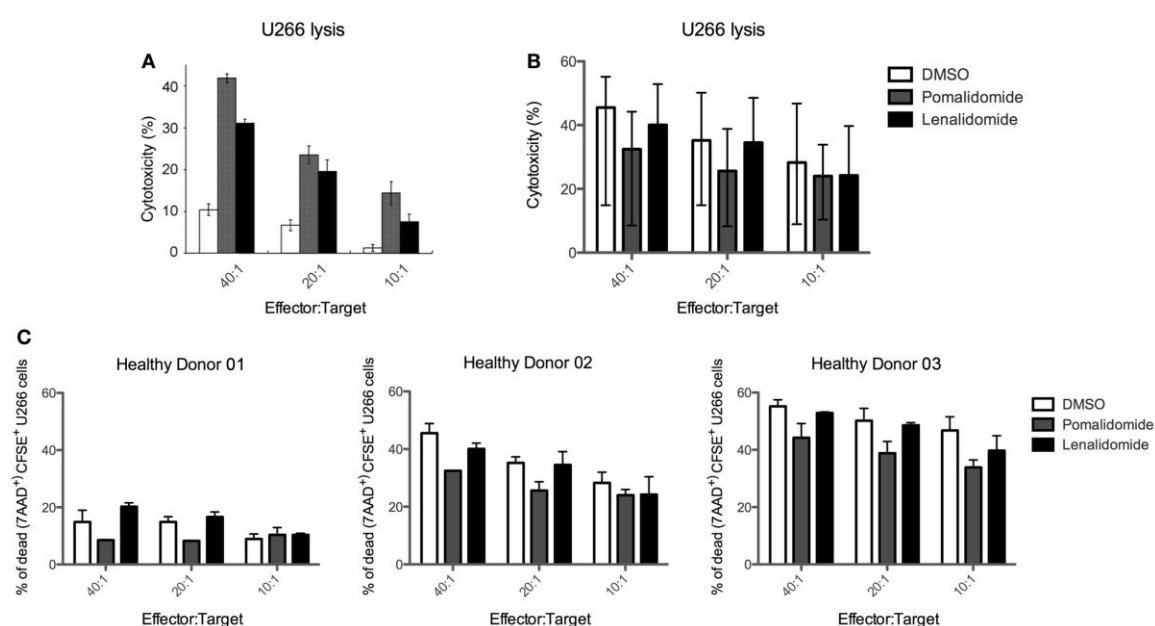 U266 lysis
A
Cytotoxicity (%)
40
30
20
10
0
40:1
20:1
10:1
Effector:Target
U266 lysis
B
Cytotoxicity (%)
60
40
20
0
40:1
20:1
10:1
Effector:Target
DMSO
Pomalidomide
Lenalidomide
C
Healthy Donor 01
% of dead (7AAD+) CFSE+ U266 cells
60
40
20
0
40:1
20:1
10:1
Effector:Target
Healthy Donor 02
% of dead (7AAD+) CFSE+ U266 cells
60
40
20
0
40:1
20:1
10:1
Effector:Target
Healthy Donor 03
% of dead (7AAD+) CFSE+ U266 cells
60
40
20
0
40:1
20:1
10:1
Effector:Target
DMSO
Pomalidomide
Lenalidomide